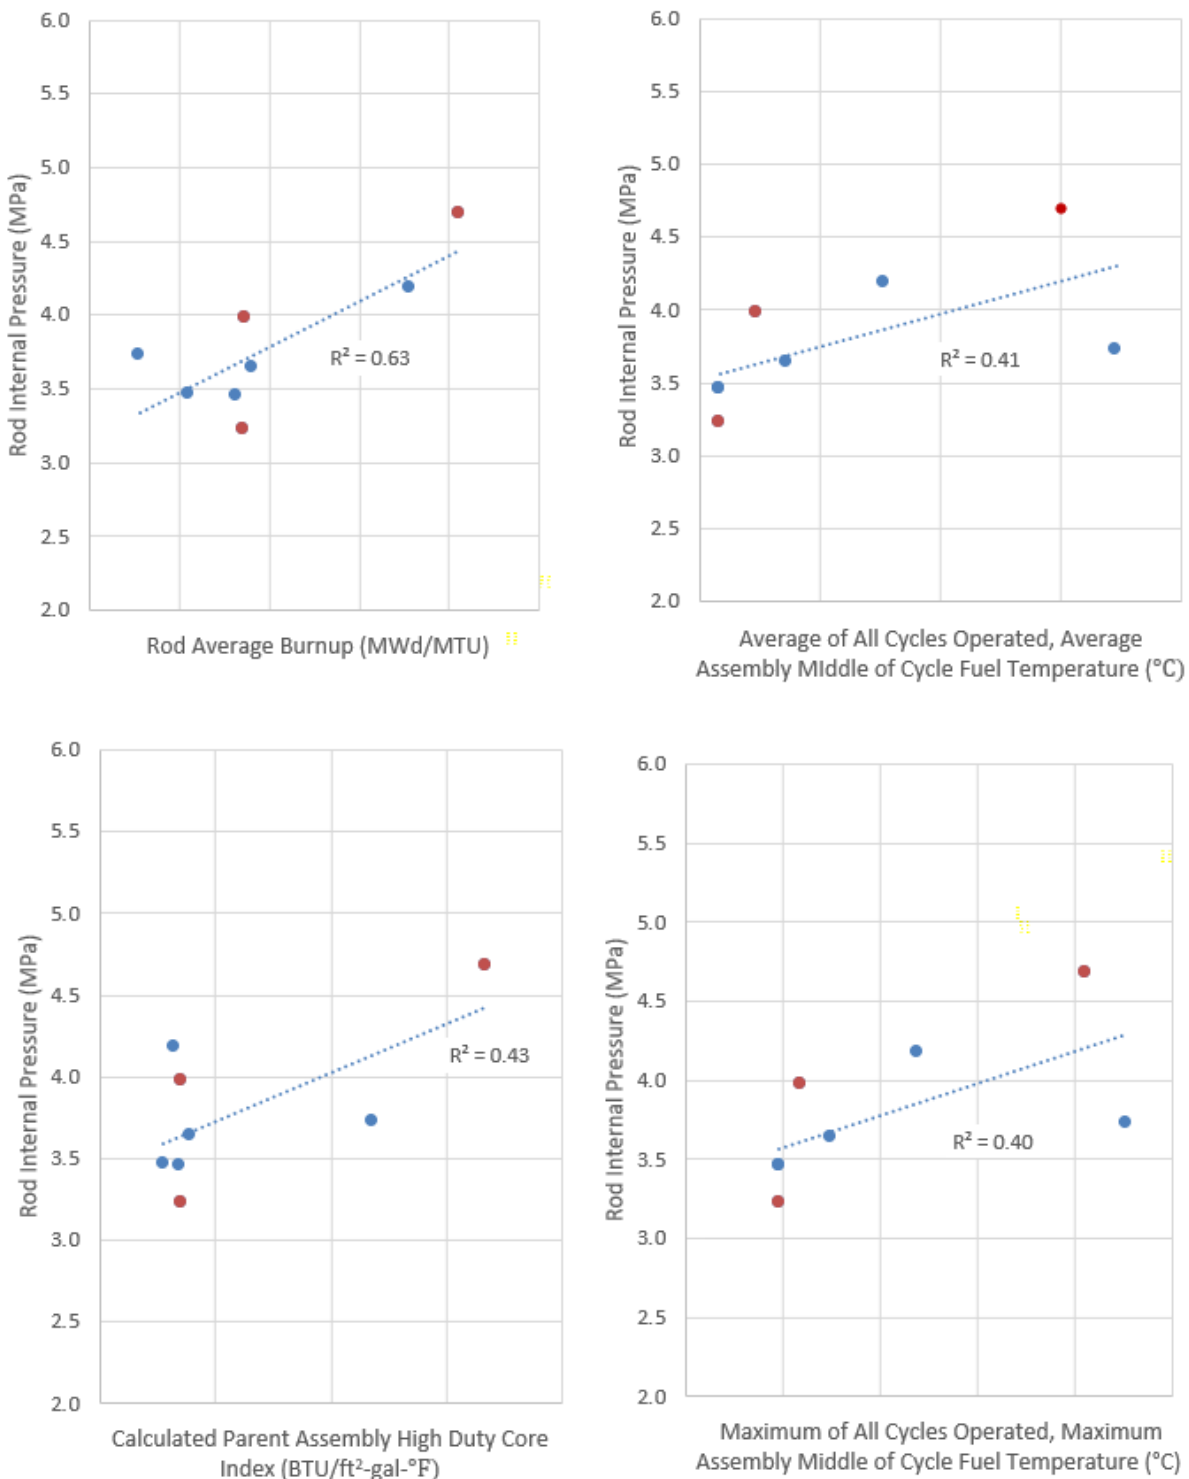 6.0
5.5
5.0
4.5
4.0
3.5
3.0
2.5
2.0
Rod Internal Pressure (MPa)
R² = 0.63
Rod Average Burnup (MWd/MTU)
6.0
5.5
5.0
4.5
4.0
3.5
3.0
2.5
2.0
Rod Internal Pressure (MPa)
R² = 0.41
Average of All Cycles Operated, Average
Assembly MIddle of Cycle Fuel Temperature (°C)
6.0
5.5
5.0
4.5
4.0
3.5
3.0
2.5
2.0
Rod Internal Pressure (MPa)
R² = 0.43
Calculated Parent Assembly High Duty Core
Index (BTU/ft²-gal-°F)
6.0
5.5
5.0
4.5
4.0
3.5
3.0
2.5
2.0
Rod Internal Pressure (MPa)
R² = 0.40
Maximum of All Cycles Operated, Maximum
Assembly Middle of Cycle Fuel Temperature (°C)